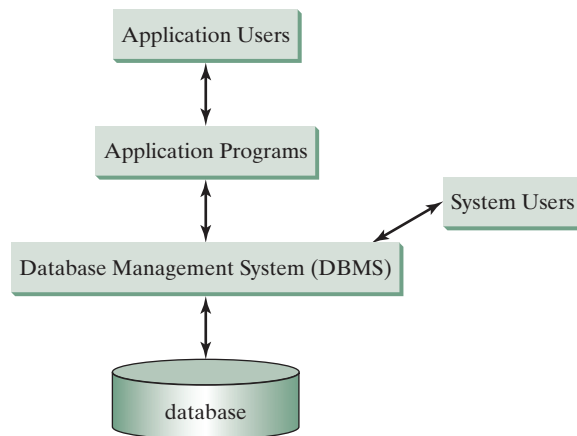 Application Users
Application Programs
System Users
Database Management System (DBMS)
database